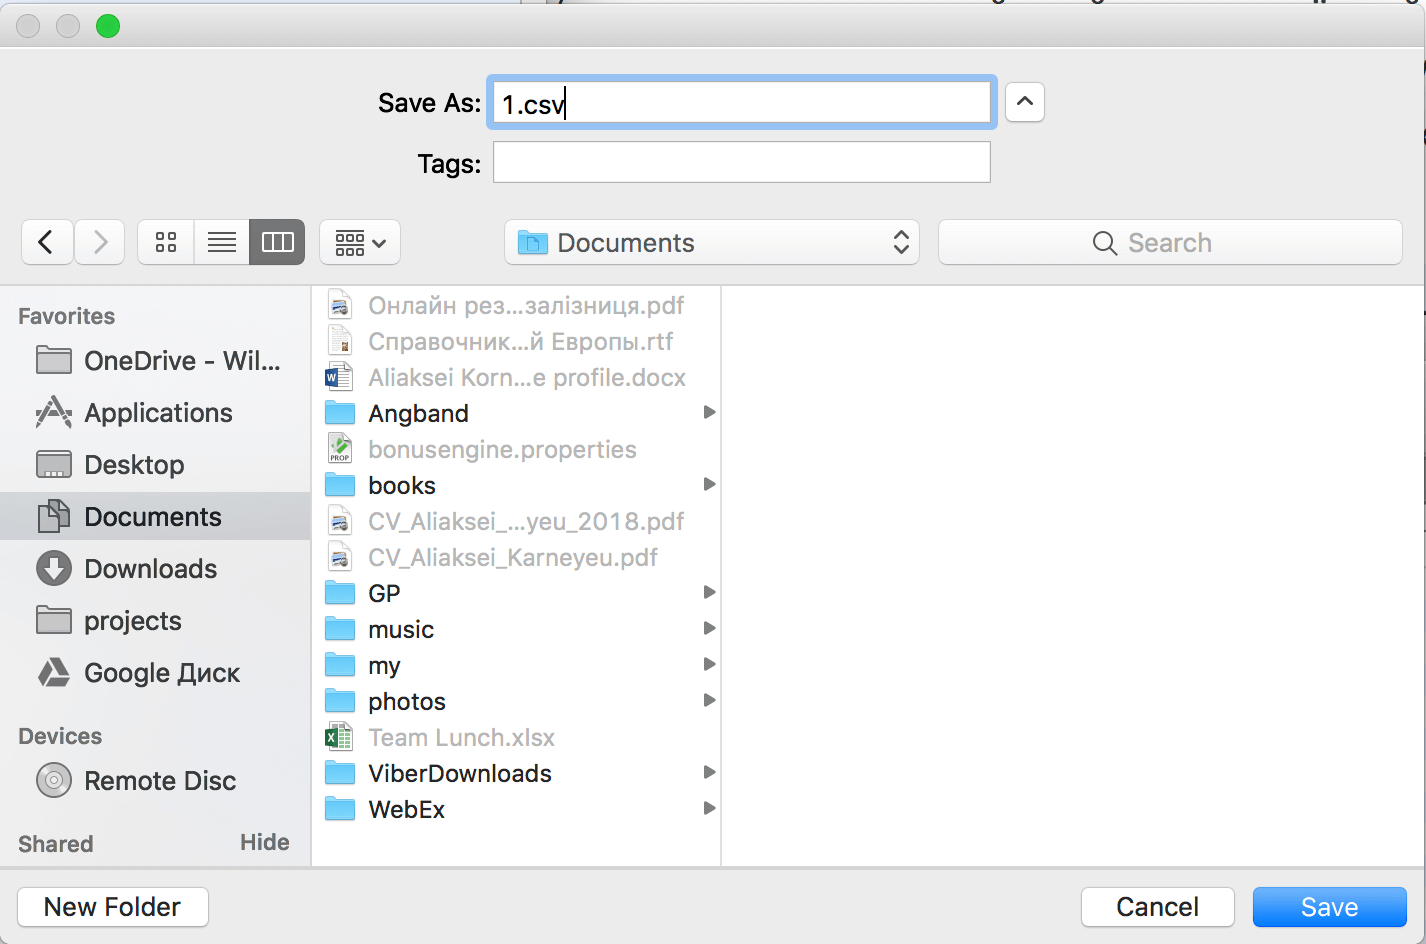 Save As: 1.csv
Tags:
Documents
Search
Favorites
OneDrive - Wil...
Applications
Desktop
Documents
Downloads
projects
Google Диск
Devices
Remote Disc
Shared Hide
Онлайн рез...залізниця.pdf
Справочник...й Европы.rtf
Aliaksei Korn...e profile.docx
Angband
bonusengine.properties
books
CV_Aliaksei_...yeu_2018.pdf
CV_Aliaksei_Karneyeu.pdf
GP
music
my
photos
Team Lunch.xlsx
ViberDownloads
WebEx
New Folder
Cancel
Save